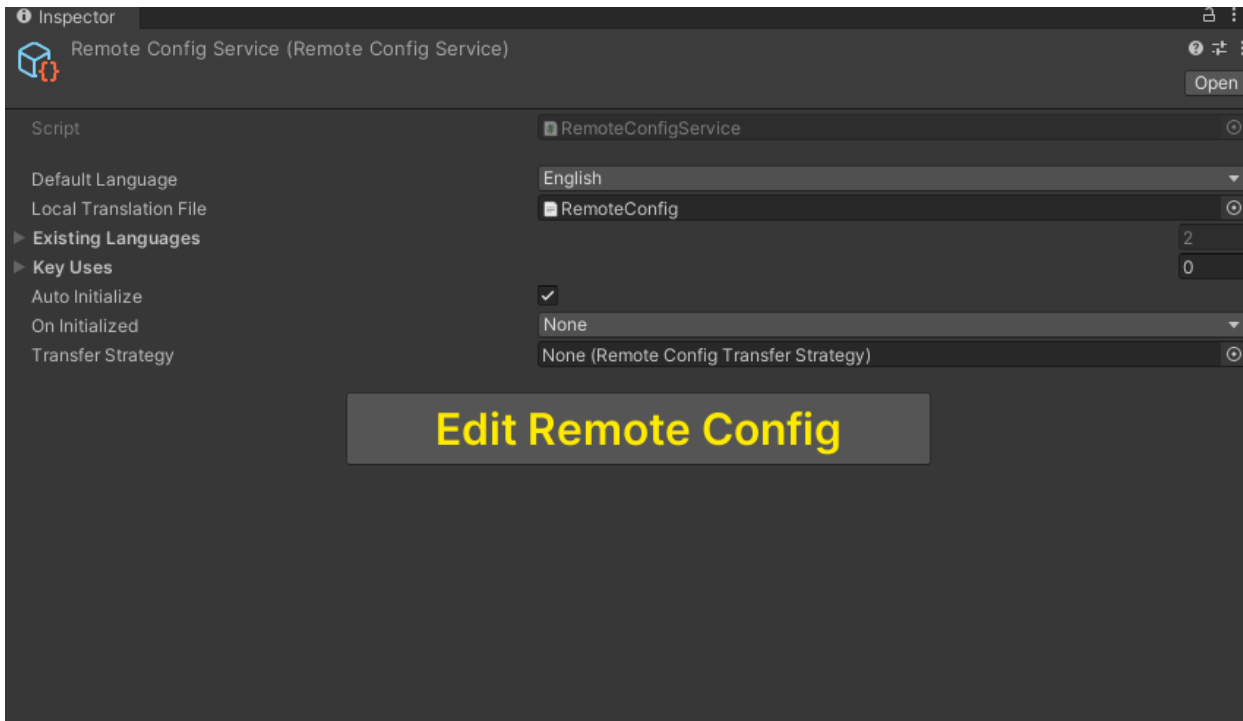 Inspector
Remote Config Service (Remote Config Service)
Open
Script RemoteConfigService
Default Language English
Local Translation File RemoteConfig
Existing Languages 2
Key Uses 0
Auto Initialize
On Initialized None
Transfer Strategy None (Remote Config Transfer Strategy)
Edit Remote Config